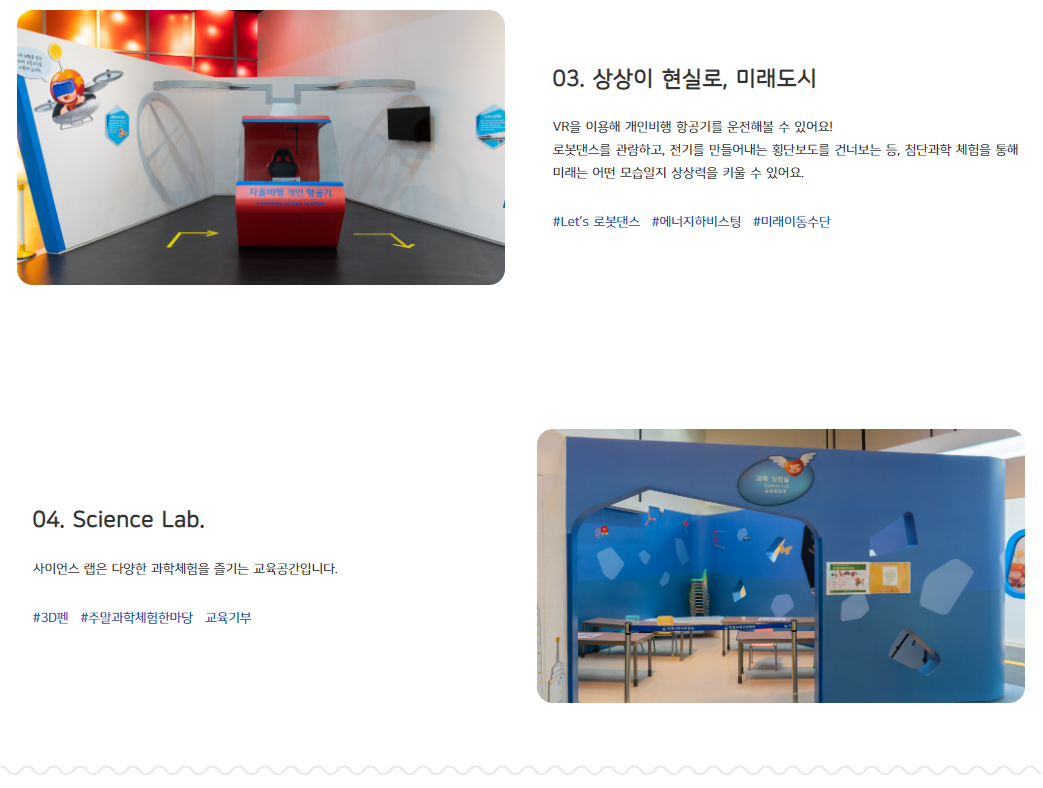 03. 상상이 현실로, 미래도시
VR을 이용해 개인비행 항공기를 운전해볼 수 있어요!
로봇댄스를 관람하고, 전기를 만들어내는 횡단보도를 건너보는 등, 첨단과학 체험을 통해
미래는 어떤 모습일지 상상력을 키울 수 있어요.
#Let's 로봇댄스 #에너지하비스팅 #미래이동수단
자율비행 개인 항공기
04. Science Lab.
사이언스 랩은 다양한 과학체험을 즐기는 교육공간입니다.
#3D펜 #주말과학체험한마당 교육기부
Science Lab